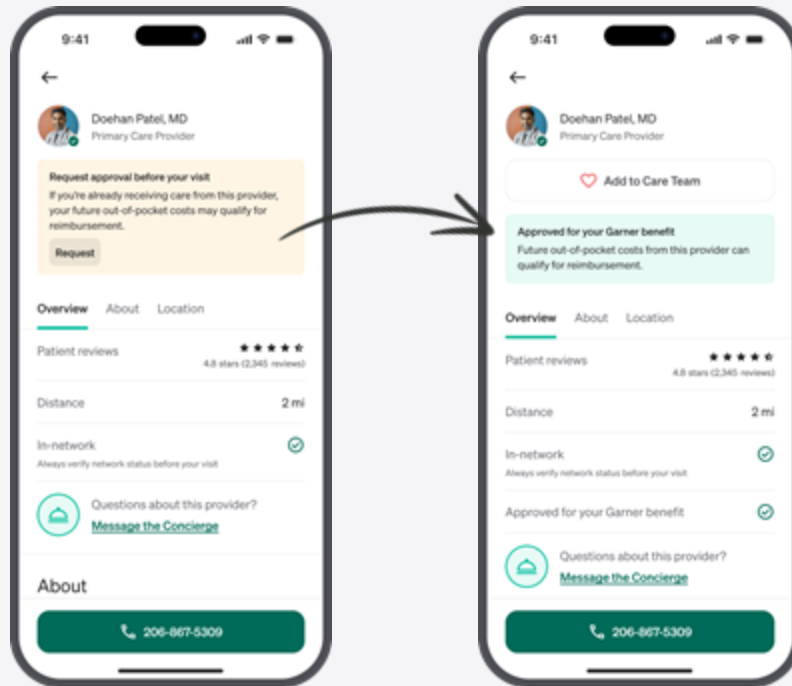 9:41
Doehan Patel, MD
Primary Care Provider
Request approval before your visit
If you're already receiving care from this provider,
your future out-of-pocket costs may qualify for
reimbursement.
Request
Overview About Location
Patient reviews
4.8 stars (2,345 reviews)
Distance 2 mi
In-network
Always verify network status before your visit
Questions about this provider?
Message the Concierge
About
206-867-5309
9:41
Doehan Patel, MD
Primary Care Provider
Add to Care Team
Approved for your Garner benefit
Future out-of-pocket costs from this provider can
qualify for reimbursement.
Overview About Location
Patient reviews
4.8 stars (2,345 reviews)
Distance 2 mi
In-network
Always verify network status before your visit
Approved for your Garner benefit
Questions about this provider?
Message the Concierge
206-867-5309